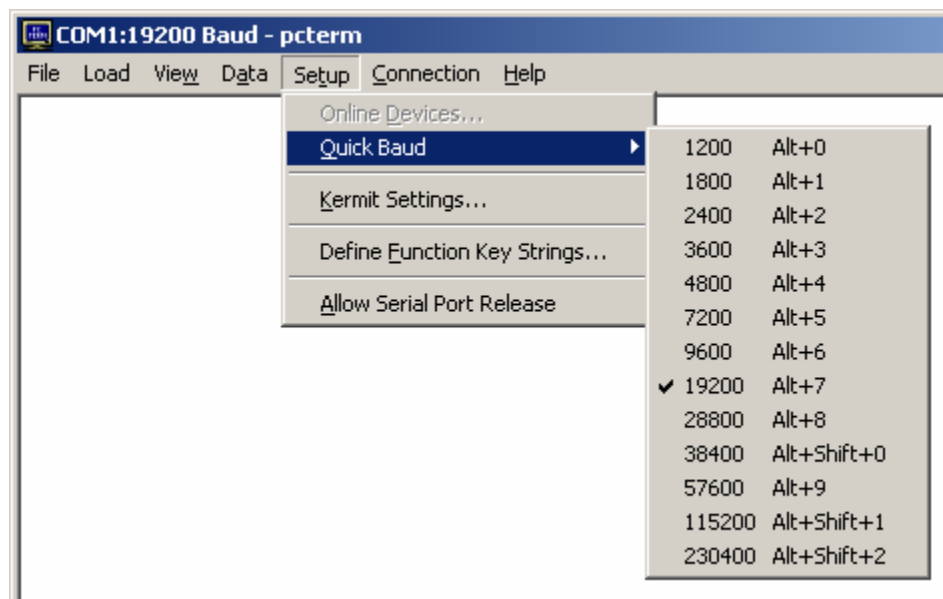 COM1:19200 Baud - pcterm
File Load View Data Setup Connection Help
Online Devices...
Quick Baud
Kermit Settings...
Define Function Key Strings...
Allow Serial Port Release
1200 Alt+0
1800 Alt+1
2400 Alt+2
3600 Alt+3
4800 Alt+4
7200 Alt+5
9600 Alt+6
19200 Alt+7
28800 Alt+8
38400 Alt+Shift+0
57600 Alt+9
115200 Alt+Shift+1
230400 Alt+Shift+2